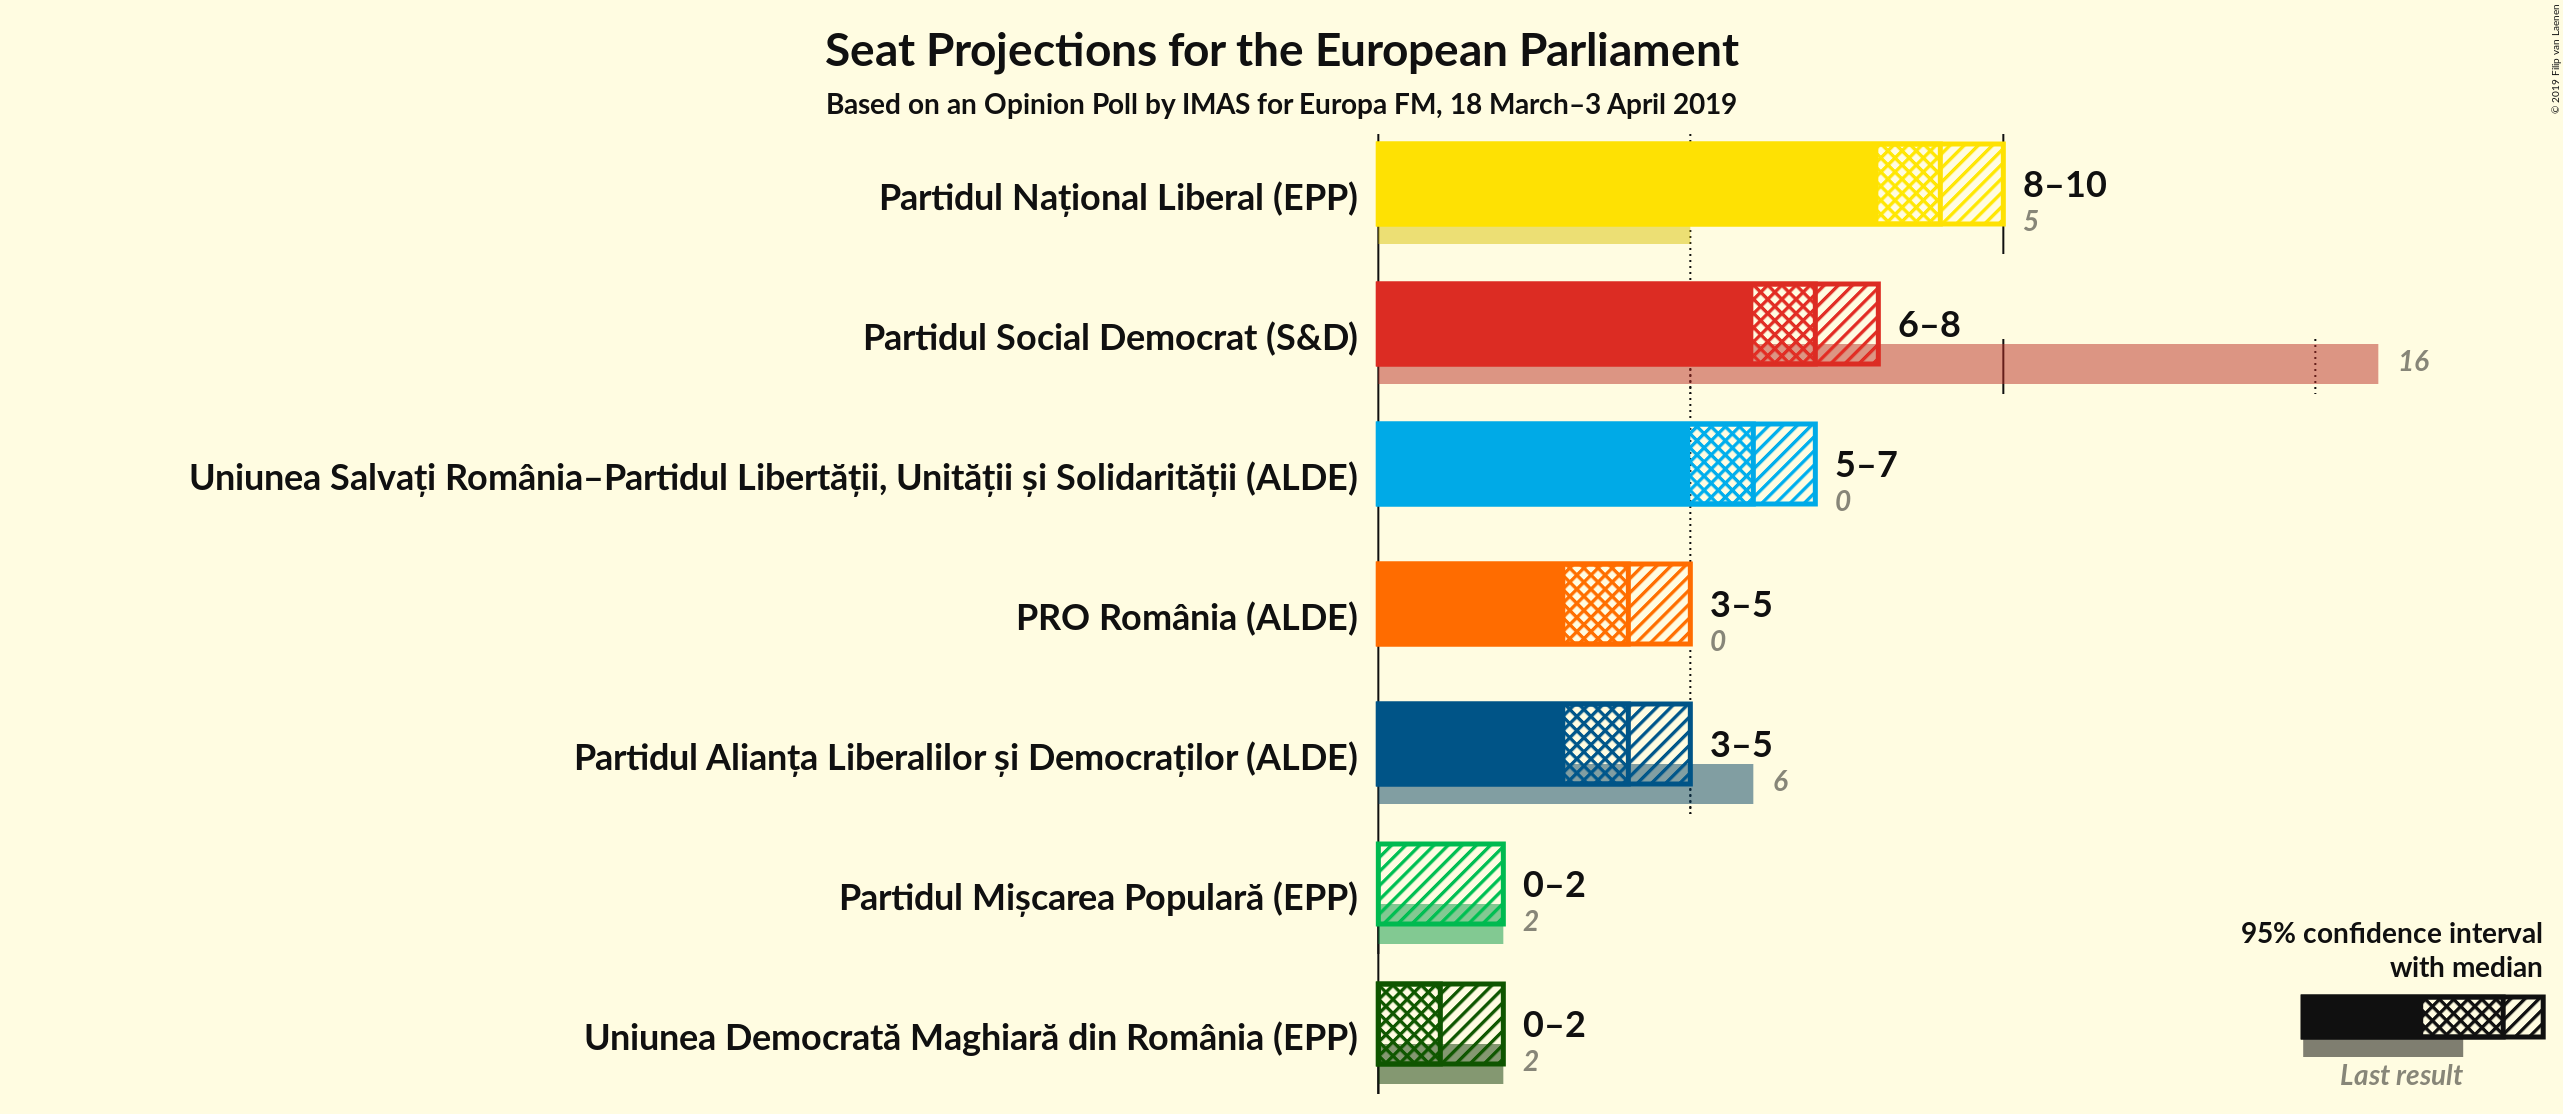 Seat Projections for the European Parliament
Based on an Opinion Poll by IMAS for Europa FM, 18 March–3 April 2019
© 2019 Filip van Laenen
Partidul Național Liberal (EPP)
8–10
5
Partidul Social Democrat (S&D)
6–8
16
Uniunea Salvați România–Partidul Libertății, Unității și Solidarității (ALDE)
5–7
0
PRO România (ALDE)
3–5
0
Partidul Alianța Liberalilor și Democraților (ALDE)
3–5
6
Partidul Mișcarea Populară (EPP)
0–2
2
Uniunea Democrată Maghiară din România (EPP)
0–2
2
95% confidence interval
with median
Last result